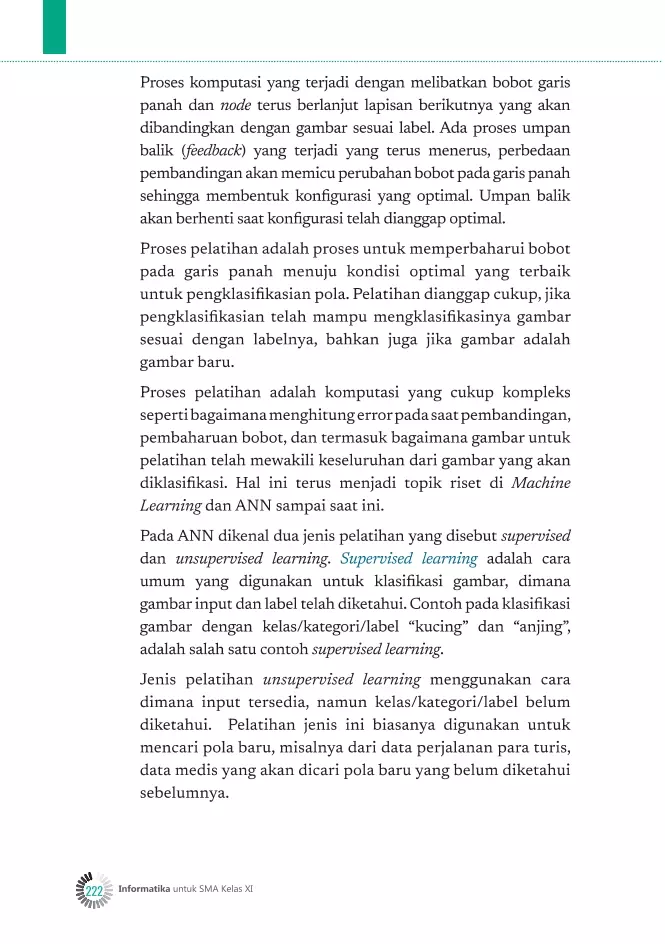 Proses komputasi yang terjadi dengan melibatkan bobot garis
panah dan node terus berlanjut lapisan berikutnya yang akan
dibandingkan dengan gambar sesuai label. Ada proses umpan
balik (feedback) yang terjadi yang terus menerus, perbedaan
pembandingan akan memicu perubahan bobot pada garis panah
sehingga membentuk konfigurasi yang optimal. Umpan balik
akan berhenti saat konfigurasi telah dianggap optimal.
Proses pelatihan adalah proses untuk memperbaharui bobot
pada garis panah menuju kondisi optimal yang terbaik
untuk pengklasifikasian pola. Pelatihan dianggap cukup, jika
pengklasifikasian telah mampu mengklasifikasinya gambar
sesuai dengan labelnya, bahkan juga jika gambar adalah
gambar baru.
Proses pelatihan adalah komputasi yang cukup kompleks
seperti bagaimana menghitung error pada saat pembandingan,
pembaharuan bobot, dan termasuk bagaimana gambar untuk
pelatihan telah mewakili keseluruhan dari gambar yang akan
diklasifikasi. Hal ini terus menjadi topik riset di Machine
Learning dan ANN sampai saat ini.
Pada ANN dikenal dua jenis pelatihan yang disebut supervised
dan unsupervised learning. Supervised learning adalah cara
umum yang digunakan untuk klasifikasi gambar, dimana
gambar input dan label telah diketahui. Contoh pada klasifikasi
gambar dengan kelas/kategori/label “kucing” dan “anjing”,
adalah salah satu contoh supervised learning.
Jenis pelatihan unsupervised learning menggunakan cara
dimana input tersedia, namun kelas/kategori/label belum
diketahui. Pelatihan jenis ini biasanya digunakan untuk
mencari pola baru, misalnya dari data perjalanan para turis,
data medis yang akan dicari pola baru yang belum diketahui
sebelumnya.
222 Informatika untuk SMA Kelas XI